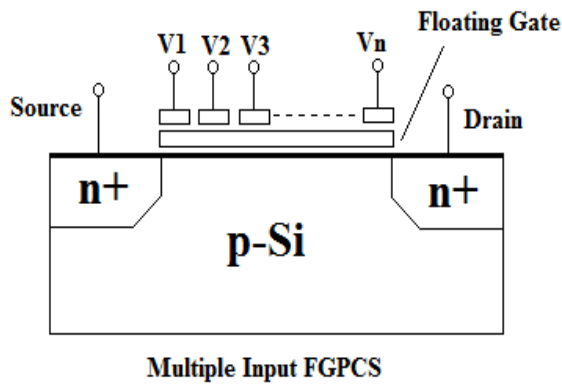 Floating Gate
V1 V2 V3 Vn
Source
Drain
n+ n+
p-Si
Multiple Input FGPCS